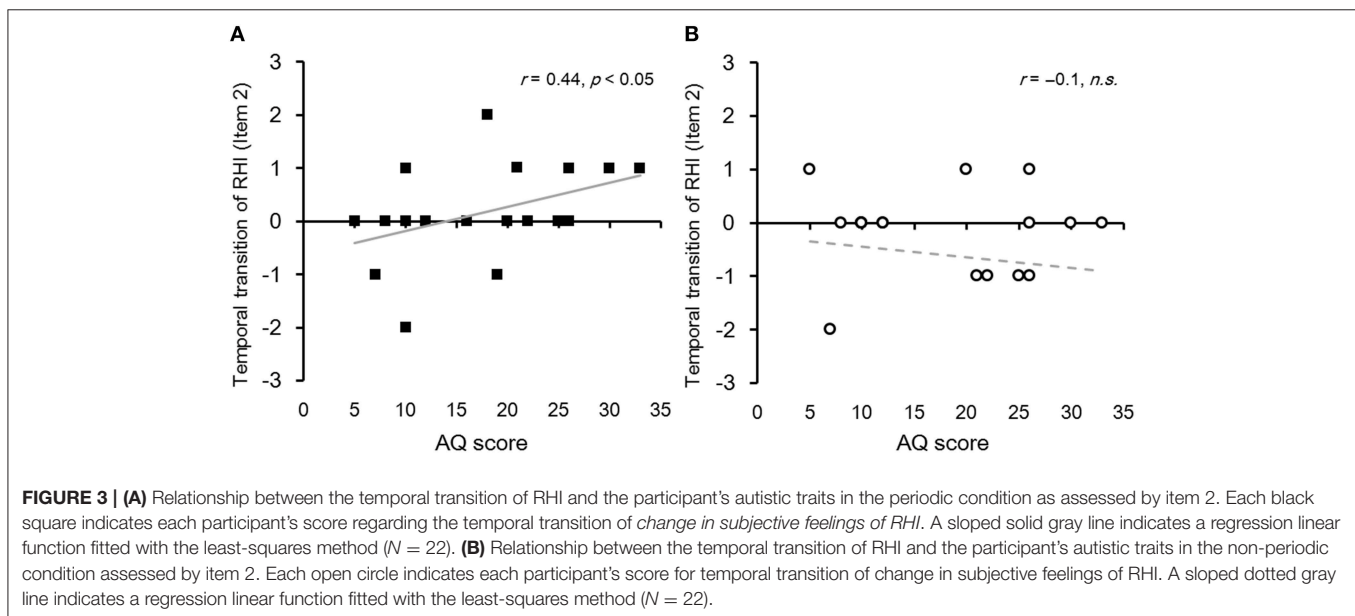 A
r = 0.44, p < 0.05
Temporal transition of RHI (Item 2)
3
2
1
0
-1
-2
-3
0 5 10 15 20 25 30 35
AQ score
B
r = −0.1, n.s.
Temporal transition of RHI (Item 2)
3
2
1
0
-1
-2
-3
0 5 10 15 20 25 30 35
AQ score
FIGURE 3 | (A) Relationship between the temporal transition of RHI and the participant's autistic traits in the periodic condition as assessed by item 2. Each black
square indicates each participant's score regarding the temporal transition of change in subjective feelings of RHI. A sloped solid gray line indicates a regression linear
function fitted with the least-squares method (N = 22). (B) Relationship between the temporal transition of RHI and the participant's autistic traits in the non-periodic
condition assessed by item 2. Each open circle indicates each participant's score for temporal transition of change in subjective feelings of RHI. A sloped dotted gray
line indicates a regression linear function fitted with the least-squares method (N = 22).